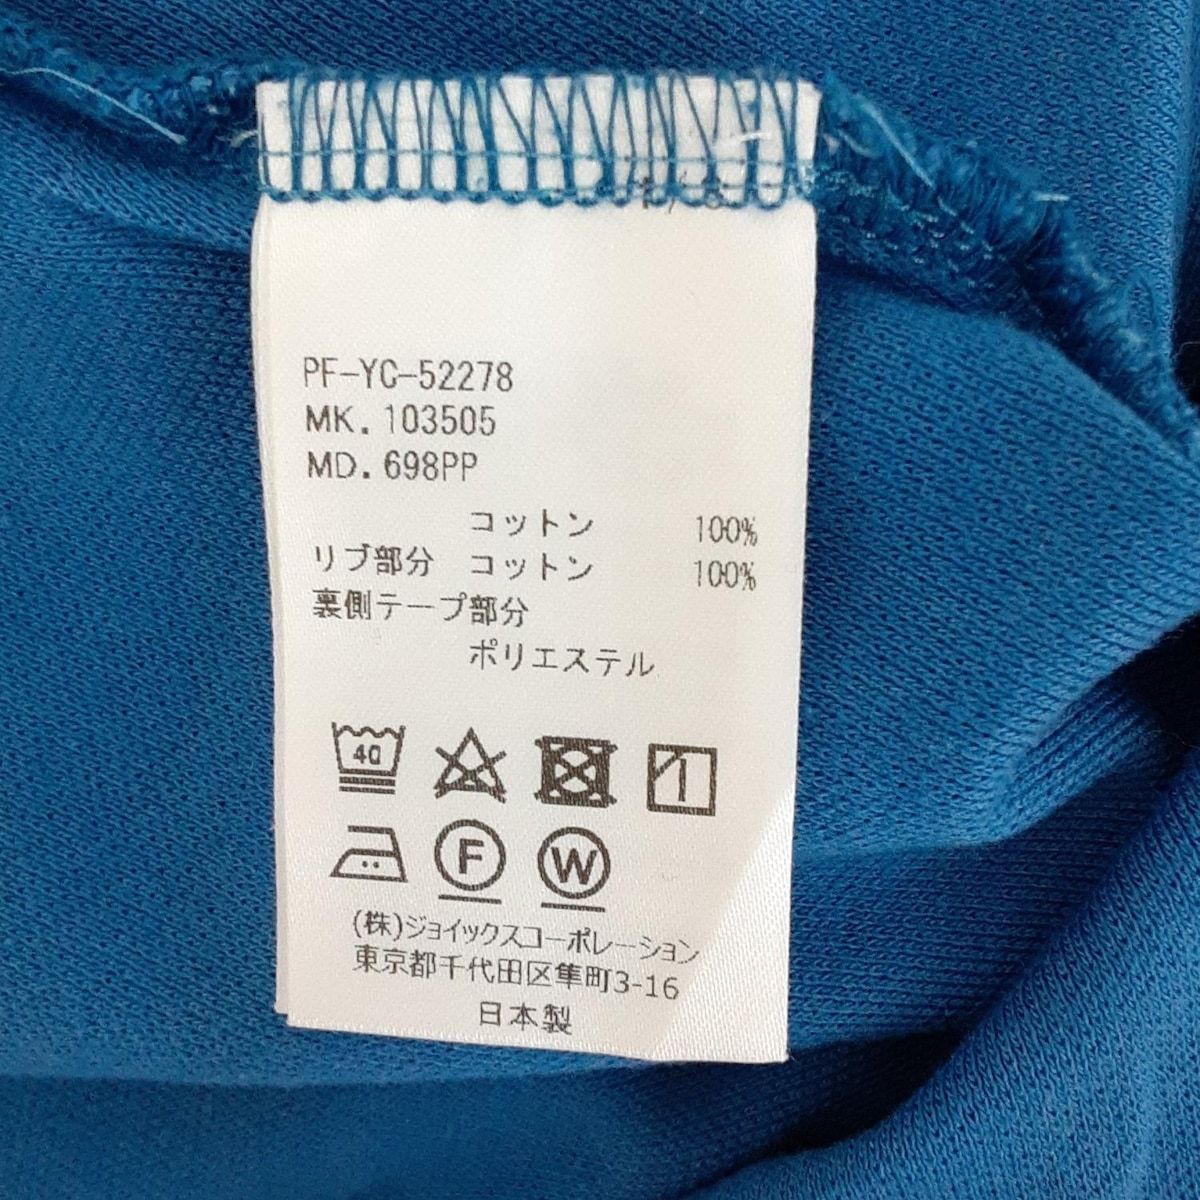 PF-YC-52278
MK. 103505
MD. 698PP
コットン 100%
リブ部分 コットン 100%
裏側テープ部分
ポリエステル
40
1
F
W
(株)ジョイックスコーポレーション
東京都千代田区隼町3-16
日本製